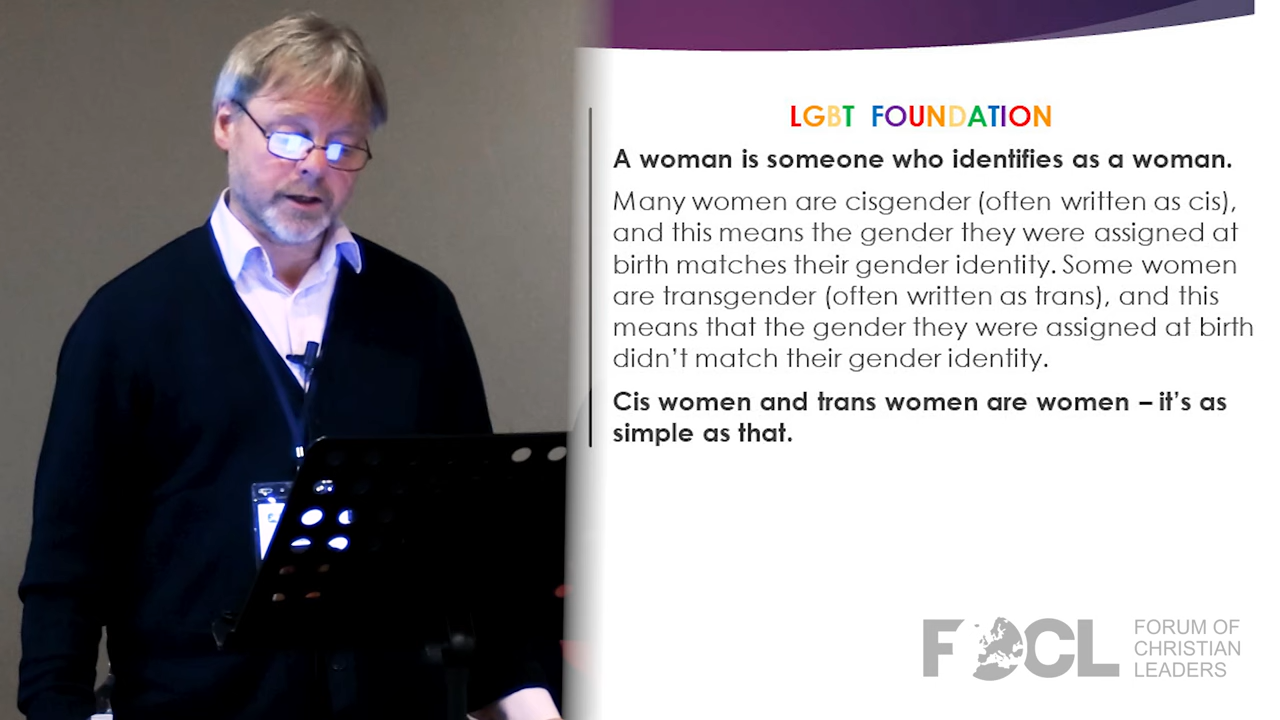 LGBT FOUNDATION
A woman is someone who identifies as a woman.
Many women are cisgender (often written as cis),
and this means the gender they were assigned at
birth matches their gender identity. Some women
are transgender (often written as trans), and this
means that the gender they were assigned at birth
didn't match their gender identity.
Cis women and trans women are women – it's as
simple as that.
FOCL
FORUM OF
CHRISTIAN
LEADERS